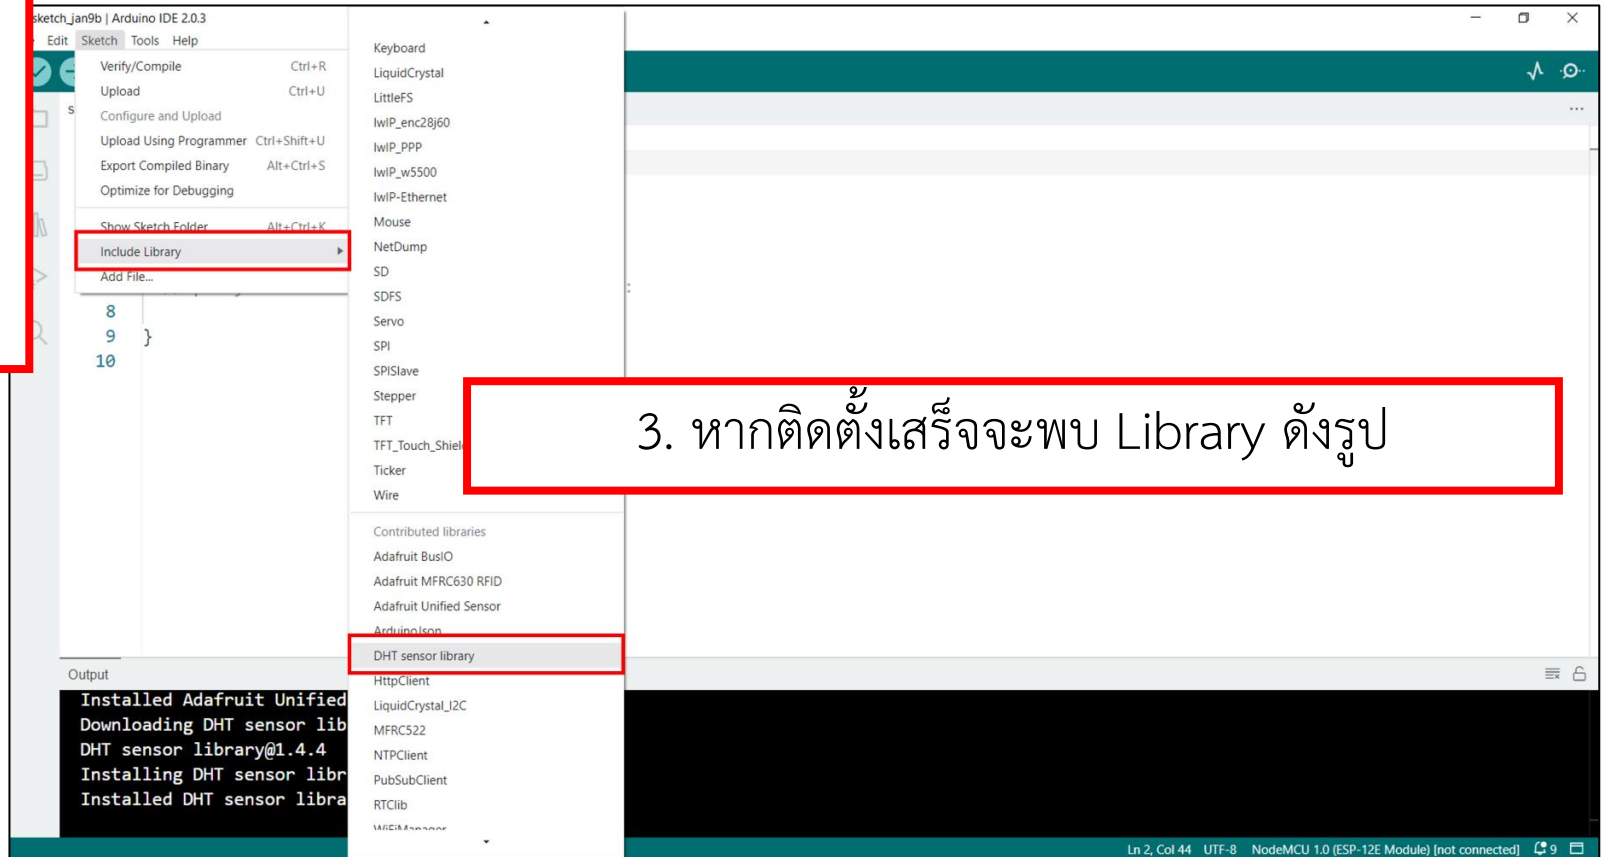 sketch_jan9b | Arduino IDE 2.0.3
Edit Sketch Tools Help
Verify/Compile Ctrl+R
Upload Ctrl+U
Configure and Upload
Upload Using Programmer Ctrl+Shift+U
Export Compiled Binary Alt+Ctrl+S
Optimize for Debugging
Show Sketch Folder Alt+Ctrl+K
Include Library
Add File...
8
9 }
10
Keyboard
LiquidCrystal
LittleFS
lwIP_enc28j60
lwIP_PPP
lwIP_w5500
lwIP-Ethernet
Mouse
NetDump
SD
SDFS
Servo
SPI
SPISlave
Stepper
TFT
TFT_Touch_Shield
Ticker
Wire
Contributed libraries
Adafruit BusIO
Adafruit MFRC630 RFID
Adafruit Unified Sensor
ArduinoJson
DHT sensor library
HttpClient
LiquidCrystal_I2C
MFRC522
NTPClient
PubSubClient
RTClib
WiFiManager
3. หากติดตั้งเสร็จจะพบ Library ดังรูป
Output
Installed Adafruit Unified
Downloading DHT sensor lib
DHT sensor library@1.4.4
Installing DHT sensor libr
Installed DHT sensor libra
Ln 2, Col 44 UTF-8 NodeMCU 1.0 (ESP-12E Module) [not connected] 9